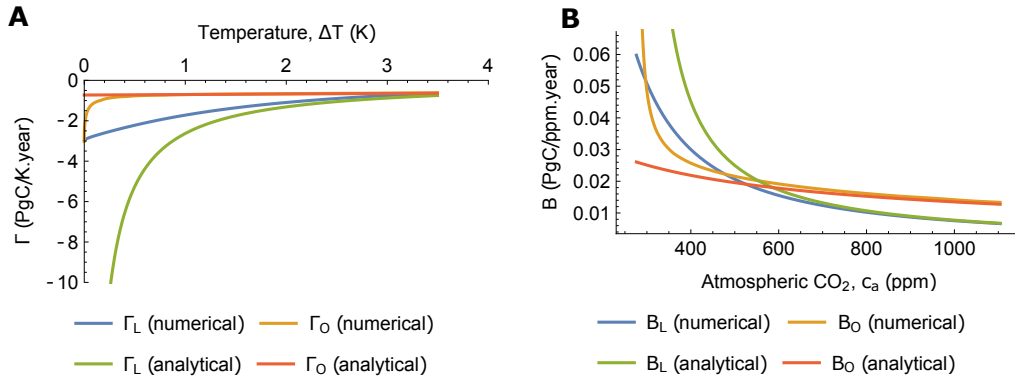 A
Temperature, ΔT (K)
0 1 2 3 4
0
-2
-4
-6
-8
-10
Γ (PgC/K.year)
ΓL (numerical) ΓO (numerical)
ΓL (analytical) ΓO (analytical)
B
0.06
0.05
0.04
0.03
0.02
0.01
B (PgC/ppm.year)
400 600 800 1000
Atmospheric CO₂, ca (ppm)
BL (numerical) BO (numerical)
BL (analytical) BO (analytical)